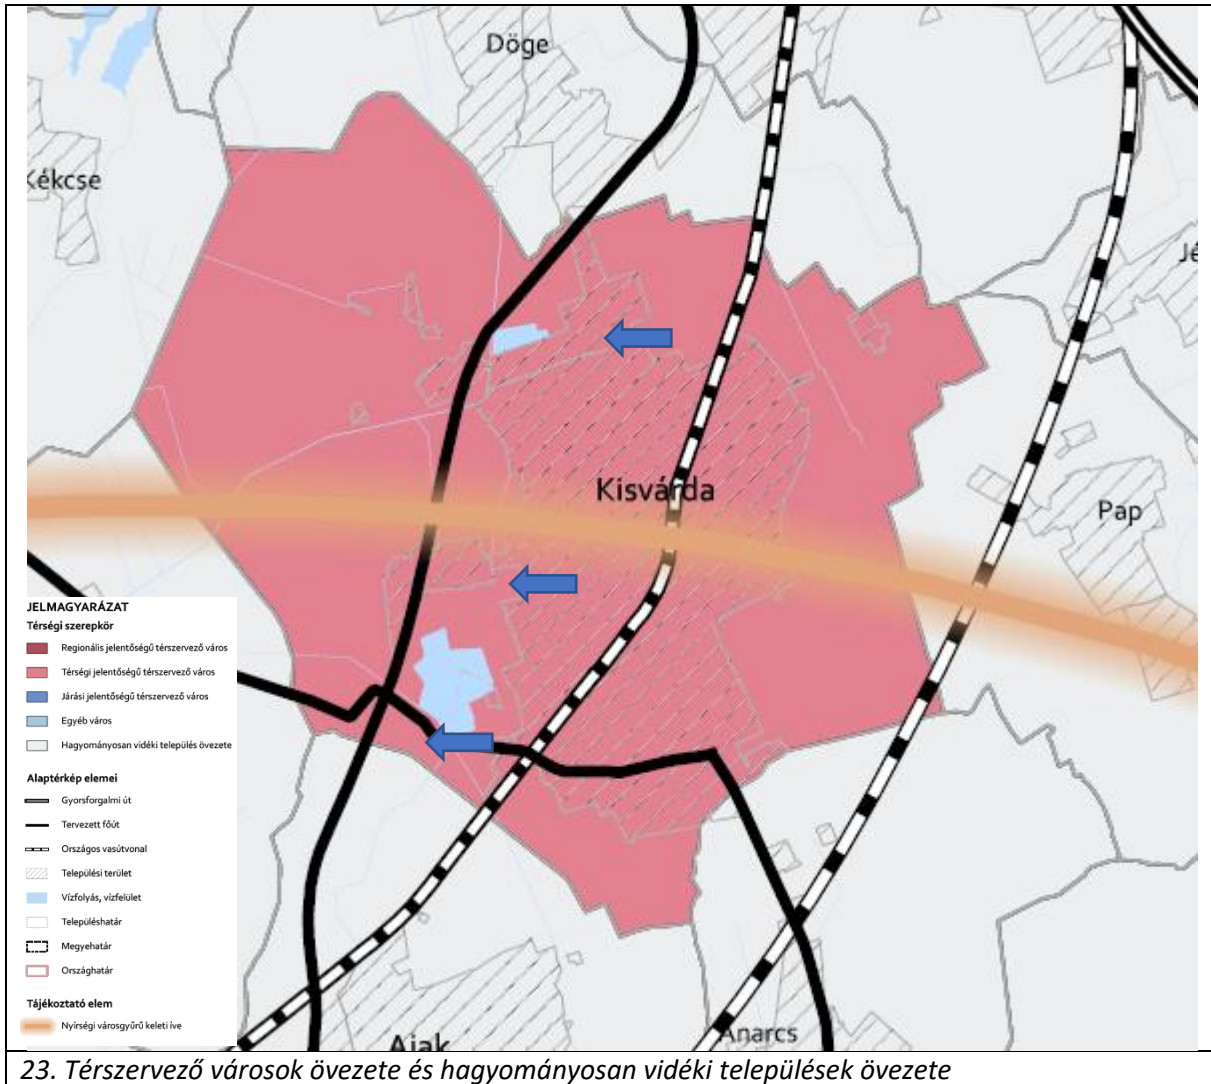 Döge
Kékcse
Jé
Kisvárda
Pap
JELMAGYARÁZAT
Térségi szerepkör
Regionális jelentőségű térszervező város
Térségi jelentőségű térszervező város
Járási jelentőségű térszervező város
Egyéb város
Hagyományosan vidéki település övezete
Alaptérkép elemei
Gyorsforgalmi út
Tervezett főút
Országos vasútvonal
Települési terület
Vízfolyás, vízfelület
Településhatár
Megyehatár
Országhatár
Tájékoztató elem
Nyírségi városgyűrű keleti íve
Ajak
Anarcs
23. Térszervező városok övezete és hagyományosan vidéki települések övezete